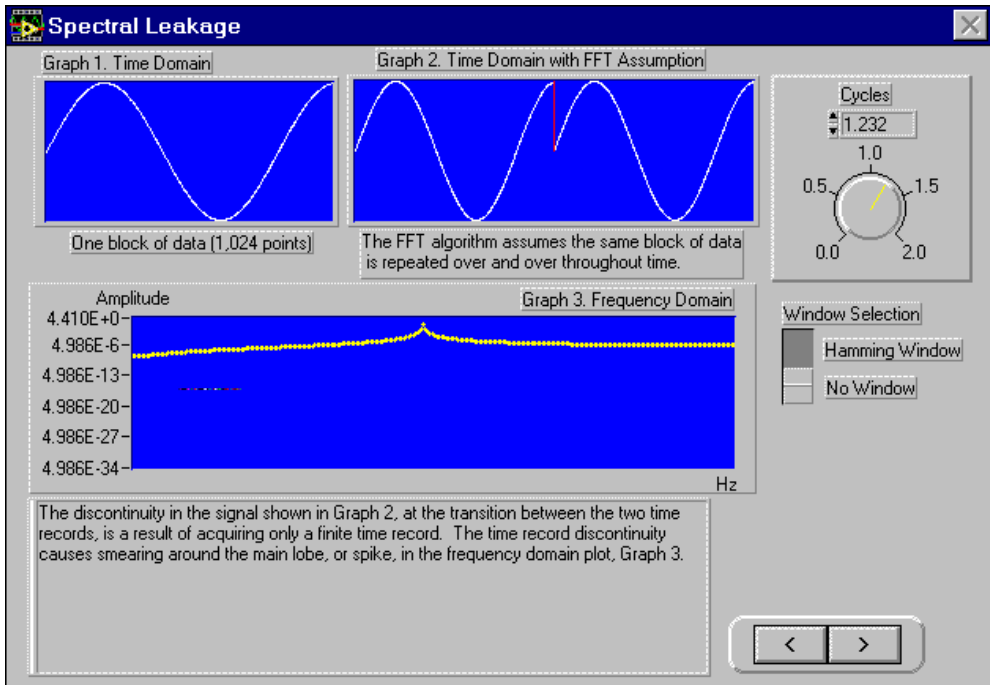 Spectral Leakage
Graph 1. Time Domain
Graph 2. Time Domain with FFT Assumption
Cycles
1.232
1.0
0.5
1.5
0.0
2.0
One block of data (1,024 points)
The FFT algorithm assumes the same block of data
is repeated over and over throughout time.
Amplitude
Graph 3. Frequency Domain
4.410E+0
4.986E-6
4.986E-13
4.986E-20
4.986E-27
4.986E-34
Hz
Window Selection
Hamming Window
No Window
The discontinuity in the signal shown in Graph 2, at the transition between the two time
records, is a result of acquiring only a finite time record.  The time record discontinuity
causes smearing around the main lobe, or spike, in the frequency domain plot, Graph 3.
<
>